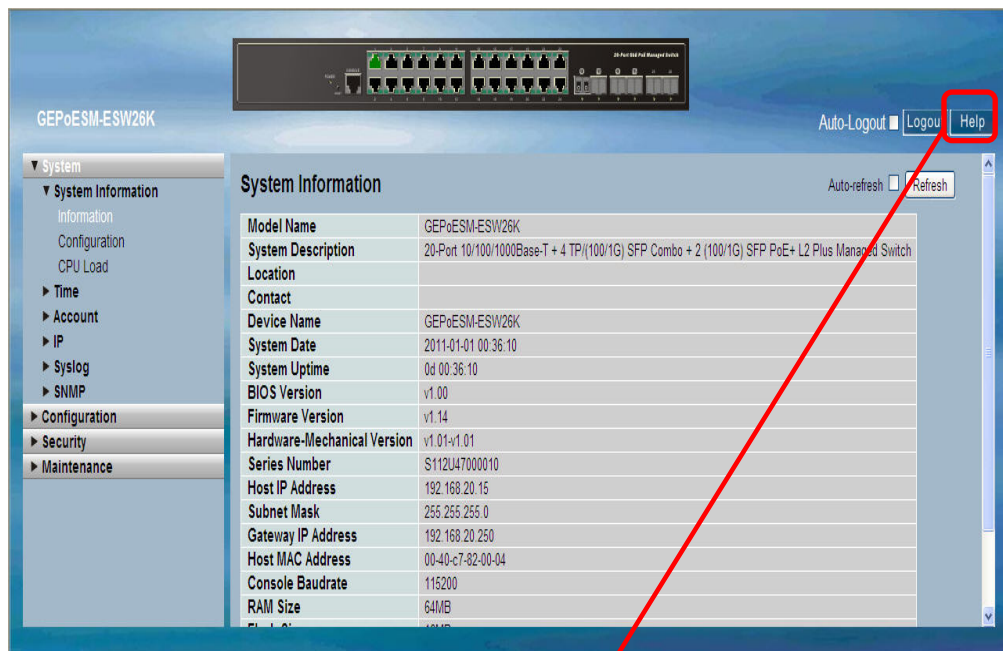 20-Port GbE PoE Managed Switch
GEPoESM-ESW26K
Auto-Logout Logout Help
System
System Information
Information
Configuration
CPU Load
Time
Account
IP
Syslog
SNMP
Configuration
Security
Maintenance
System Information
Auto-refresh Refresh
Model Name GEPoESM-ESW26K
System Description 20-Port 10/100/1000Base-T + 4 TP/(100/1G) SFP Combo + 2 (100/1G) SFP PoE+ L2 Plus Managed Switch
Location
Contact
Device Name GEPoESM-ESW26K
System Date 2011-01-01 00:36:10
System Uptime 0d 00:36:10
BIOS Version v1.00
Firmware Version v1.14
Hardware-Mechanical Version v1.01-v1.01
Series Number S112U47000010
Host IP Address 192.168.20.15
Subnet Mask 255.255.255.0
Gateway IP Address 192.168.20.250
Host MAC Address 00-40-c7-82-00-04
Console Baudrate 115200
RAM Size 64MB